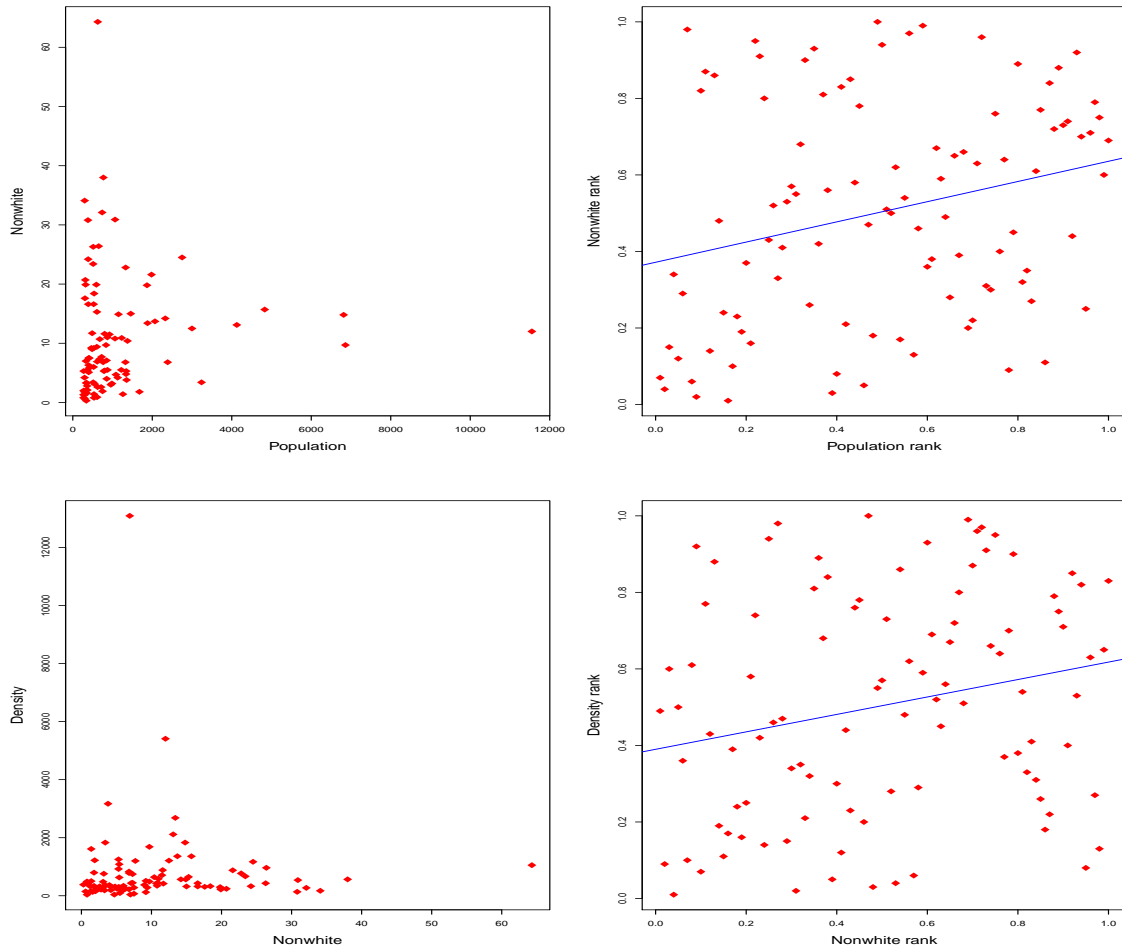 60
50
40
30
20
10
0
Nonwhite
0 2000 4000 6000 8000 10000 12000
Population
1.0
0.8
0.6
0.4
0.2
0.0
Nonwhite rank
0.0 0.2 0.4 0.6 0.8 1.0
Population rank
12000
10000
8000
6000
4000
2000
0
Density
0 10 20 30 40 50 60
Nonwhite
1.0
0.8
0.6
0.4
0.2
0.0
Density rank
0.0 0.2 0.4 0.6 0.8 1.0
Nonwhite rank